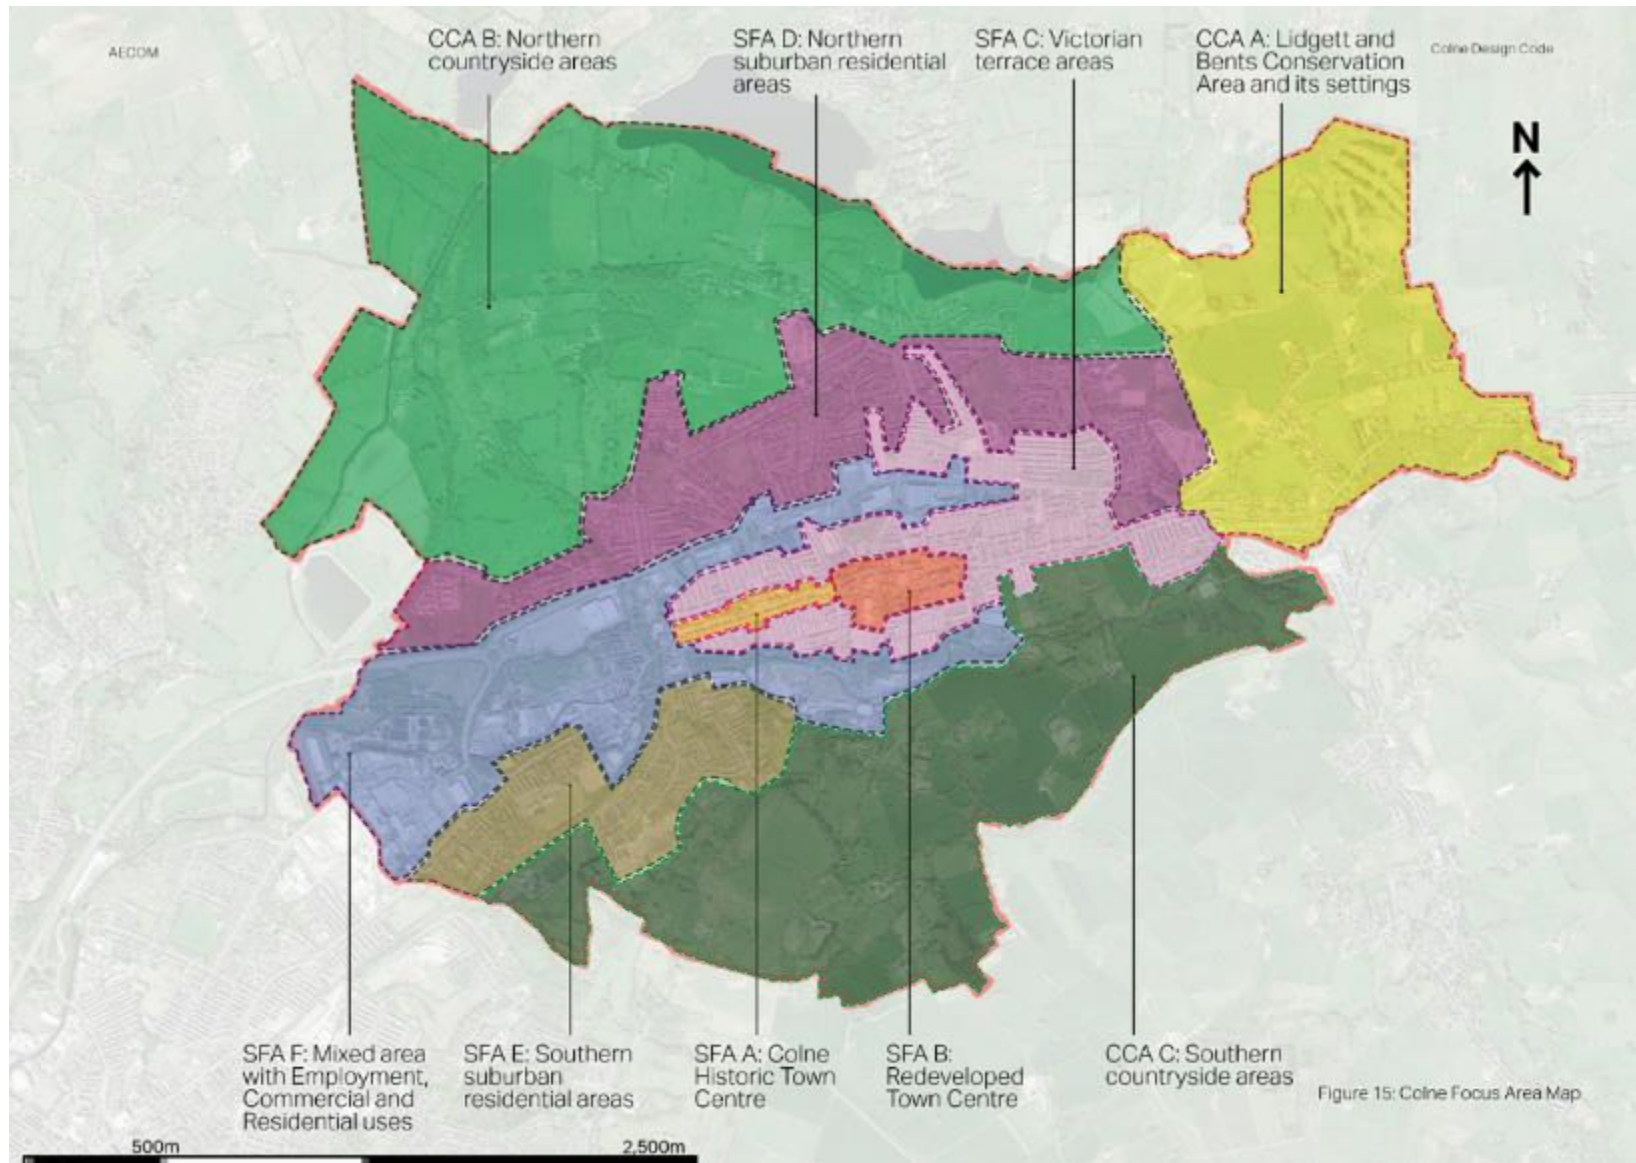 AECOM
Colne Design Code
CCA B: Northern
countryside areas
SFA D: Northern
suburban residential
areas
SFA C: Victorian
terrace areas
CCA A: Lidgett and
Bents Conservation
Area and its settings
N
SFA F: Mixed area
with Employment,
Commercial and
Residential uses
SFA E: Southern
suburban
residential areas
SFA A: Colne
Historic Town
Centre
SFA B:
Redeveloped
Town Centre
CCA C: Southern
countryside areas
Figure 15: Colne Focus Area Map
500m
2,500m